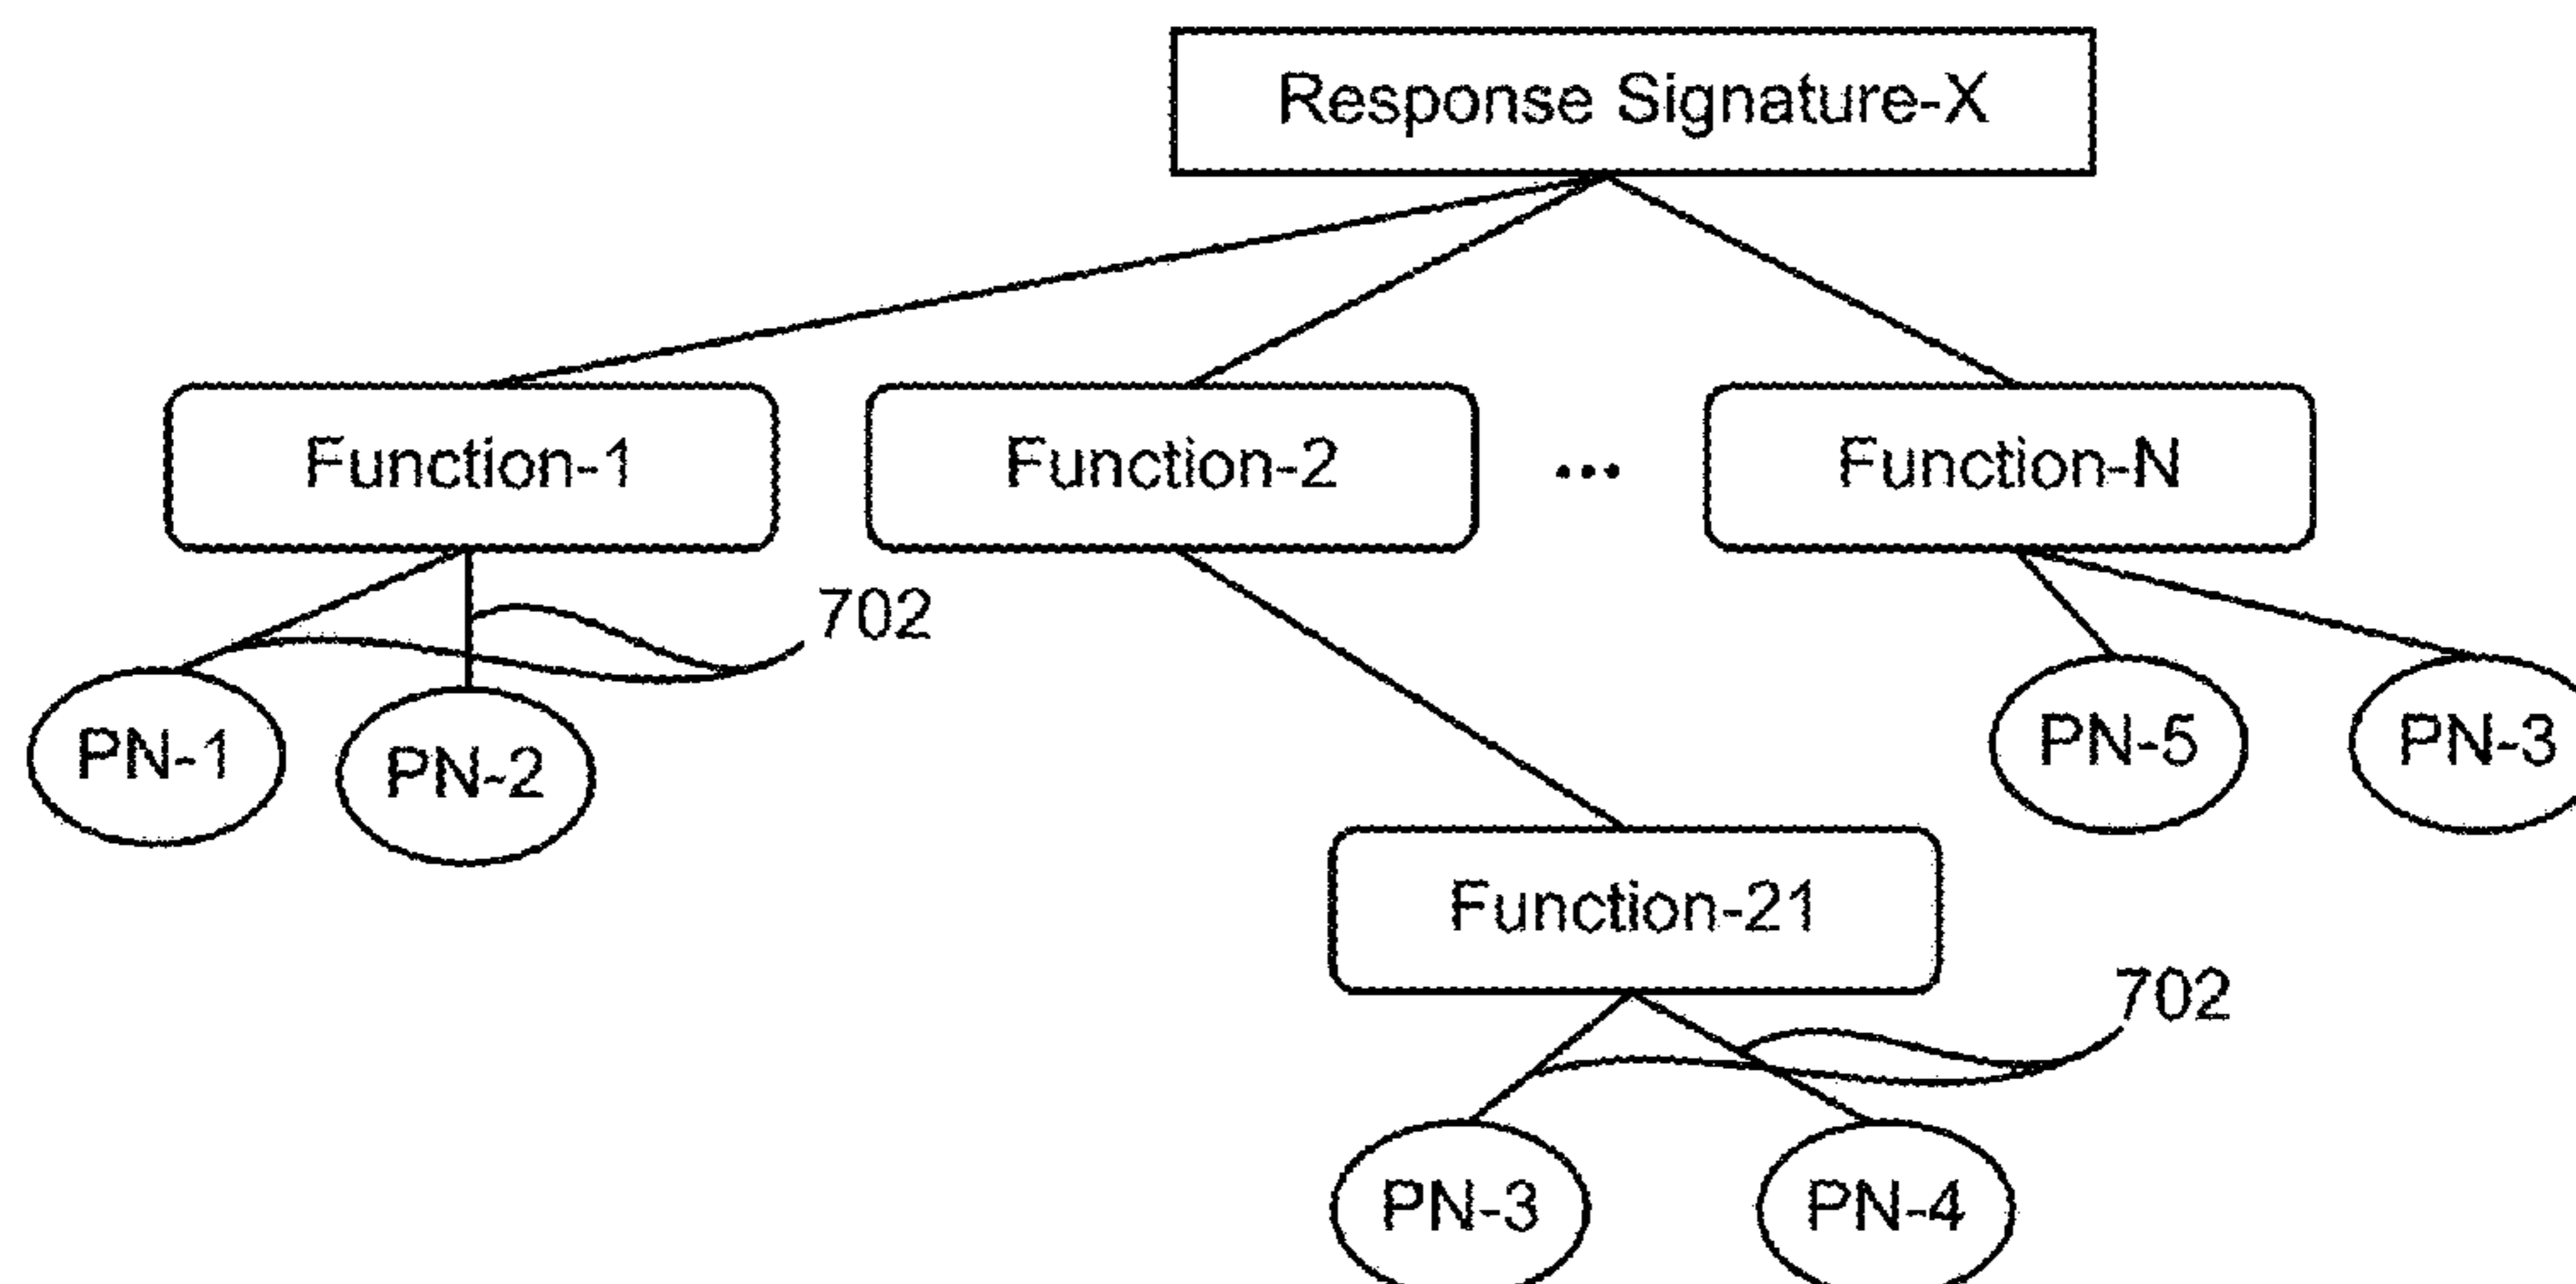 Response Signature-X
Function-1
Function-2
...
Function-N
702
PN-1
PN-2
PN-5
PN-3
Function-21
702
PN-3
PN-4